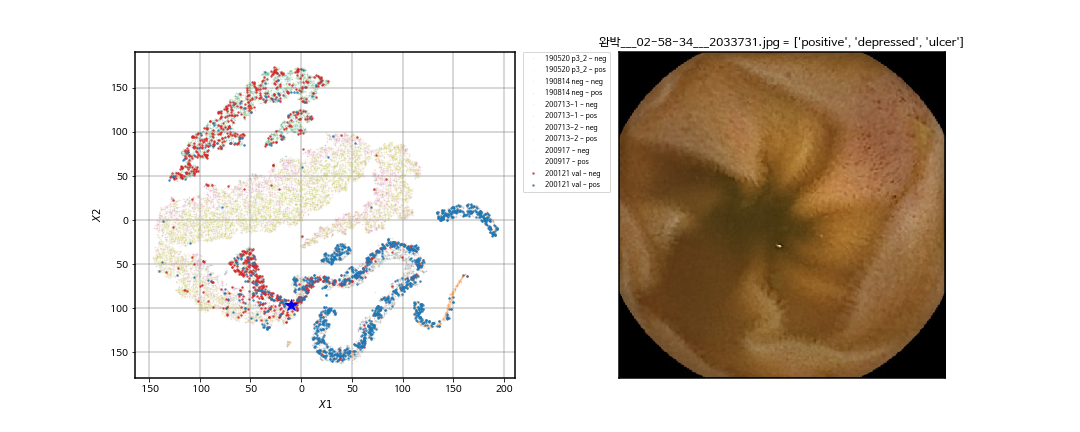 완박___02-58-34___2033731.jpg = ['positive', 'depressed', 'ulcer']
190520 p3_2 - neg
190520 p3_2 - pos
190814 neg - neg
190814 neg - pos
200713-1 - neg
200713-1 - pos
200713-2 - neg
200713-2 - pos
200917 - neg
200917 - pos
200121 val - neg
200121 val - pos
X2
150
100
50
0
50
100
150
150 100 50 0 50 100 150 200
X1